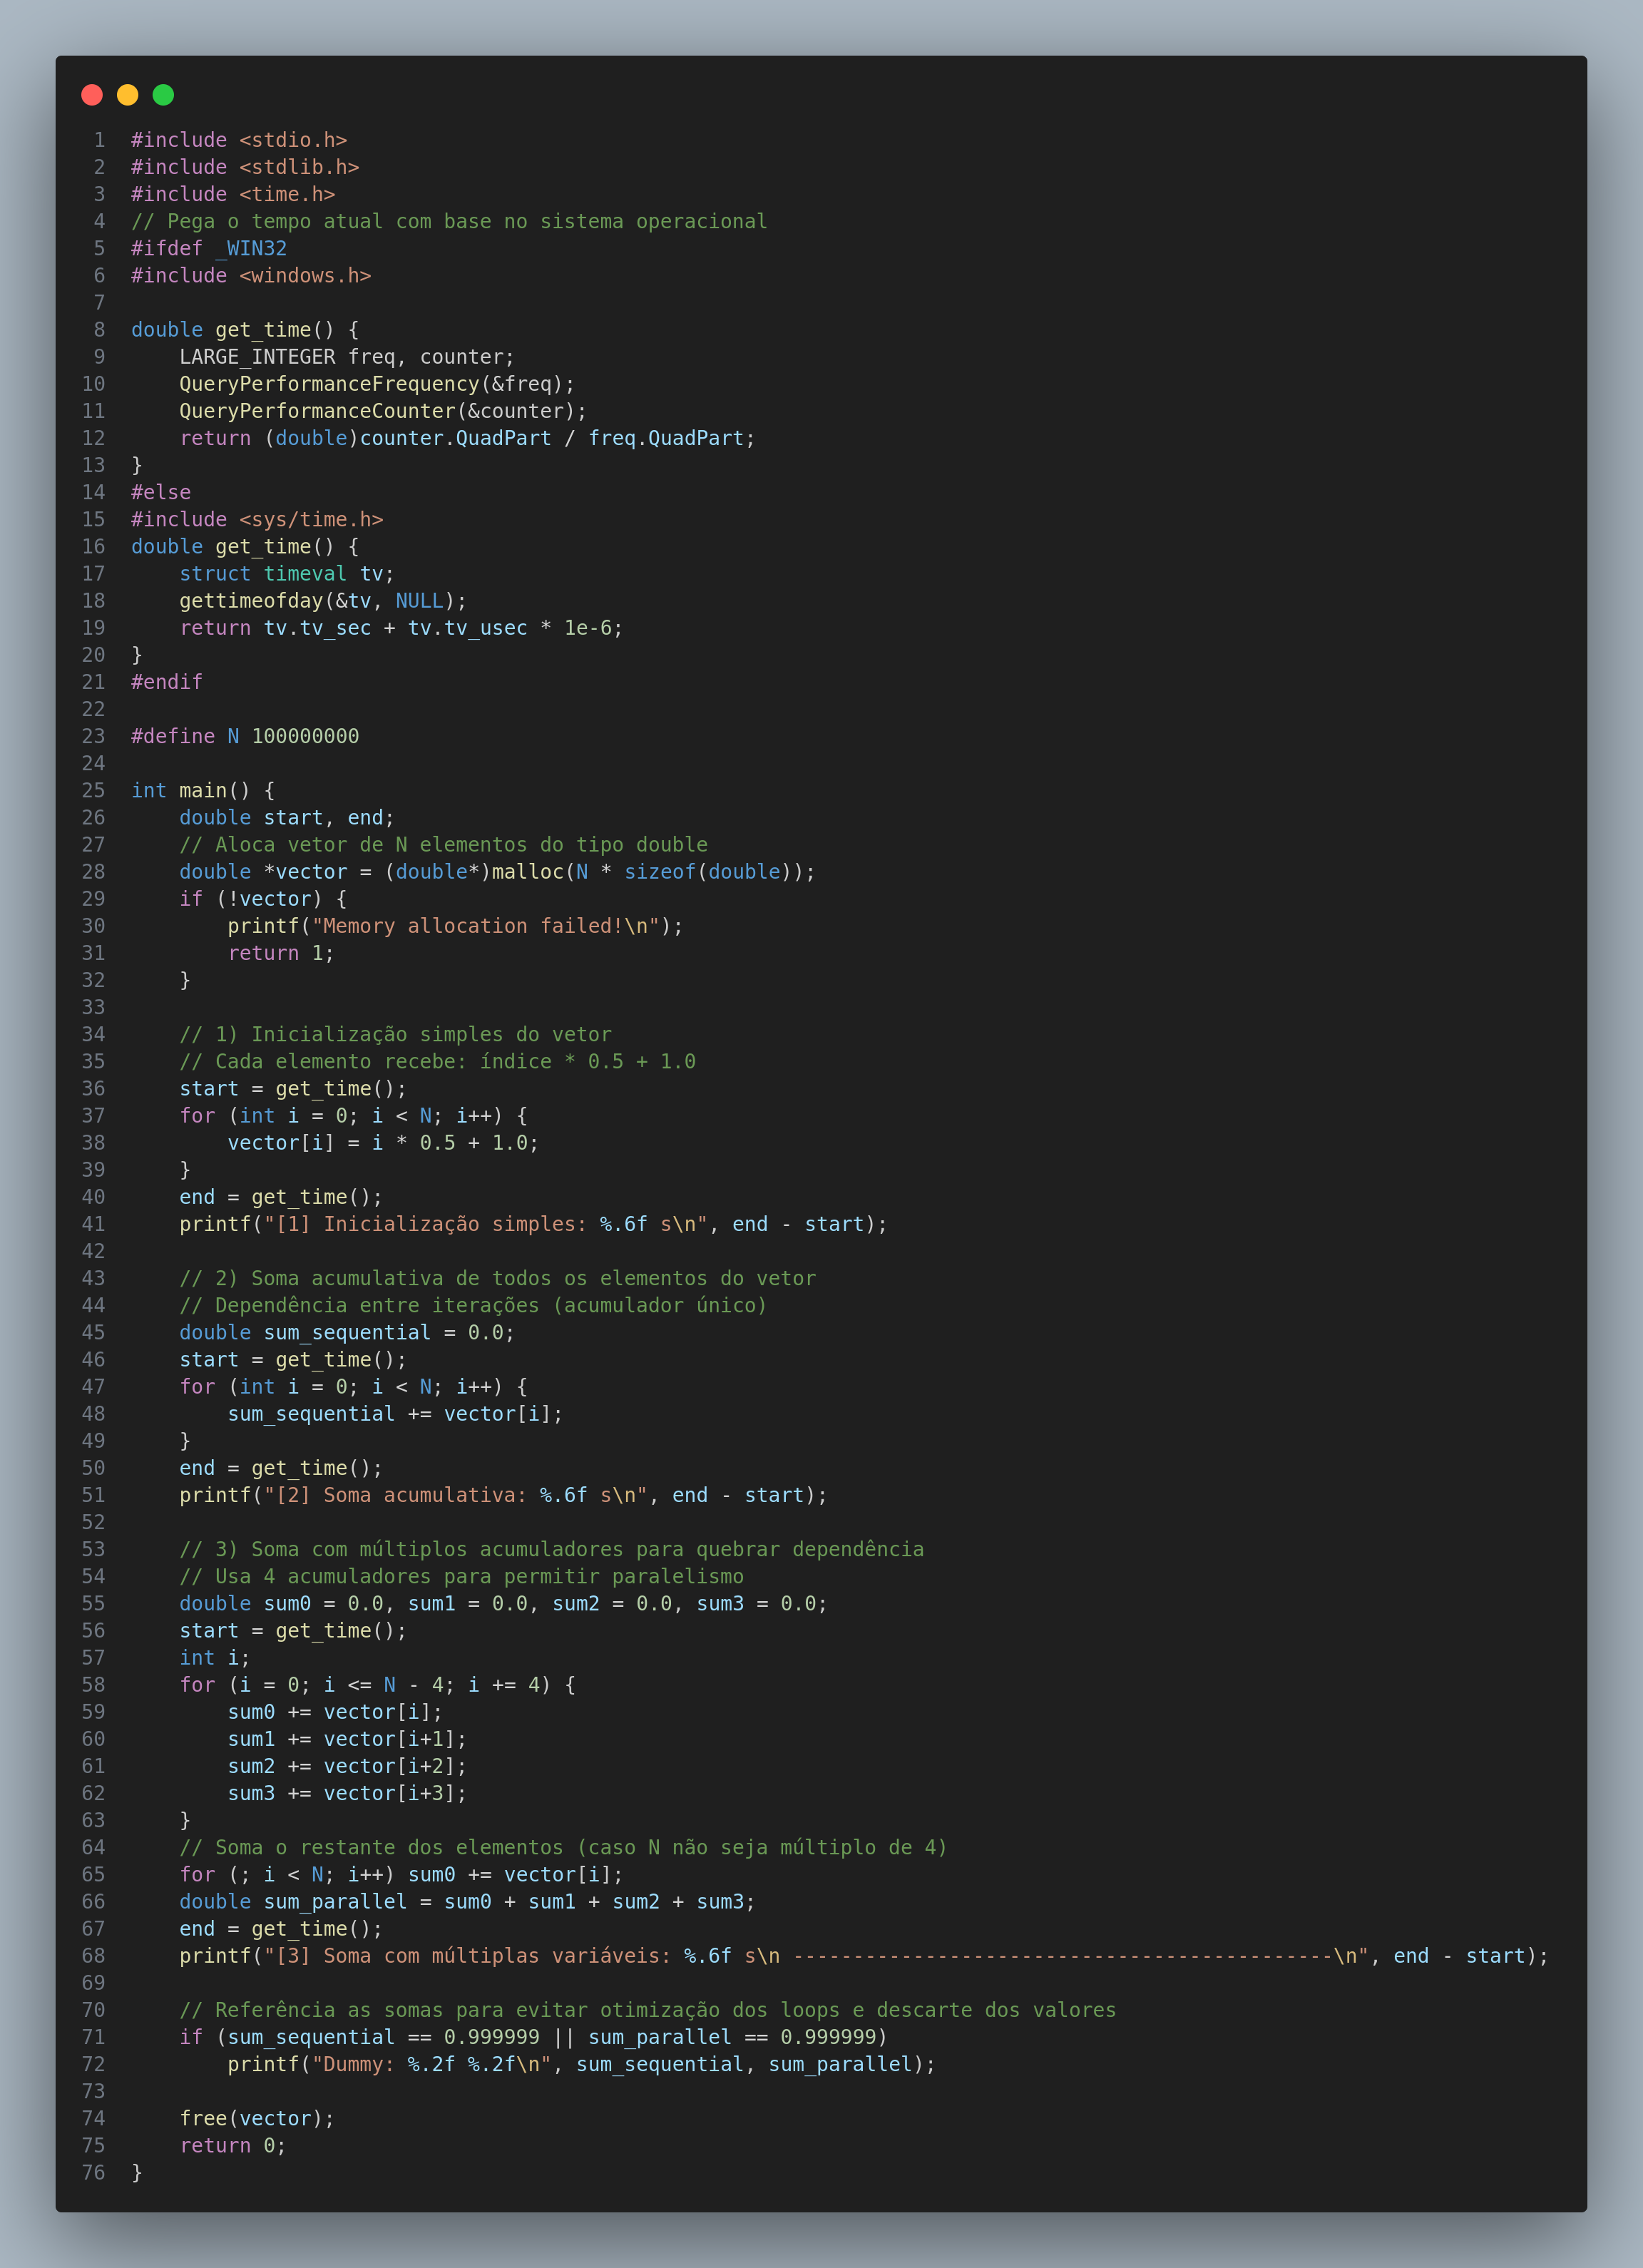 1 #include <stdio.h>
2 #include <stdlib.h>
3 #include <time.h>
4 // Pega o tempo atual com base no sistema operacional
5 #ifdef _WIN32
6 #include <windows.h>
7
8 double get_time() {
9     LARGE_INTEGER freq, counter;
10     QueryPerformanceFrequency(&freq);
11     QueryPerformanceCounter(&counter);
12     return (double)counter.QuadPart / freq.QuadPart;
13 }
14 #else
15 #include <sys/time.h>
16 double get_time() {
17     struct timeval tv;
18     gettimeofday(&tv, NULL);
19     return tv.tv_sec + tv.tv_usec * 1e-6;
20 }
21 #endif
22
23 #define N 100000000
24
25 int main() {
26     double start, end;
27     // Aloca vetor de N elementos do tipo double
28     double *vector = (double*)malloc(N * sizeof(double));
29     if (!vector) {
30         printf("Memory allocation failed!\n");
31         return 1;
32     }
33
34     // 1) Inicialização simples do vetor
35     // Cada elemento recebe: índice * 0.5 + 1.0
36     start = get_time();
37     for (int i = 0; i < N; i++) {
38         vector[i] = i * 0.5 + 1.0;
39     }
40     end = get_time();
41     printf("[1] Inicialização simples: %.6f s\n", end - start);
42
43     // 2) Soma acumulativa de todos os elementos do vetor
44     // Dependência entre iterações (acumulador único)
45     double sum_sequential = 0.0;
46     start = get_time();
47     for (int i = 0; i < N; i++) {
48         sum_sequential += vector[i];
49     }
50     end = get_time();
51     printf("[2] Soma acumulativa: %.6f s\n", end - start);
52
53     // 3) Soma com múltiplos acumuladores para quebrar dependência
54     // Usa 4 acumuladores para permitir paralelismo
55     double sum0 = 0.0, sum1 = 0.0, sum2 = 0.0, sum3 = 0.0;
56     start = get_time();
57     int i;
58     for (i = 0; i <= N - 4; i += 4) {
59         sum0 += vector[i];
60         sum1 += vector[i+1];
61         sum2 += vector[i+2];
62         sum3 += vector[i+3];
63     }
64     // Soma o restante dos elementos (caso N não seja múltiplo de 4)
65     for (; i < N; i++) sum0 += vector[i];
66     double sum_parallel = sum0 + sum1 + sum2 + sum3;
67     end = get_time();
68     printf("[3] Soma com múltiplas variáveis: %.6f s\n ---------------------------------------------\n", end - start);
69
70     // Referência as somas para evitar otimização dos loops e descarte dos valores
71     if (sum_sequential == 0.999999 || sum_parallel == 0.999999)
72         printf("Dummy: %.2f %.2f\n", sum_sequential, sum_parallel);
73
74     free(vector);
75     return 0;
76 }